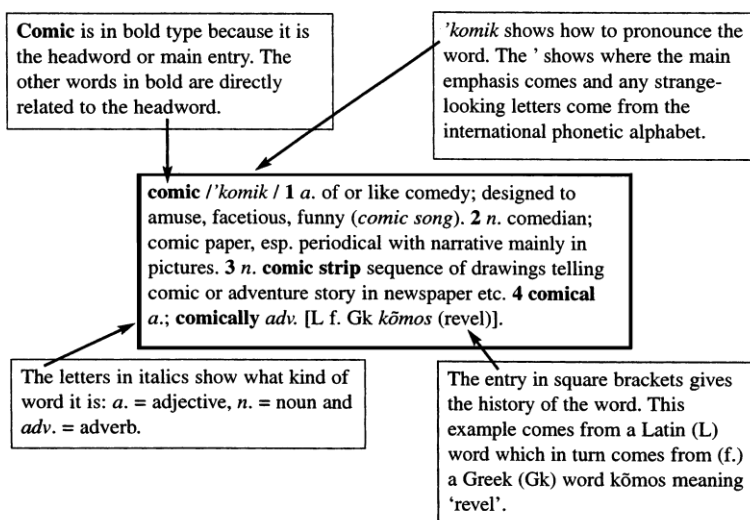 Comic is in bold type because it is
the headword or main entry. The
other words in bold are directly
related to the headword.
'komik shows how to pronounce the
word. The ' shows where the main
emphasis comes and any strange-
looking letters come from the
international phonetic alphabet.
comic /'komik / 1 a. of or like comedy; designed to
amuse, facetious, funny (comic song). 2 n. comedian;
comic paper, esp. periodical with narrative mainly in
pictures. 3 n. comic strip sequence of drawings telling
comic or adventure story in newspaper etc. 4 comical
a.; comically adv. [L f. Gk kõmos (revel)].
The letters in italics show what kind of
word it is: a. = adjective, n. = noun and
adv. = adverb.
The entry in square brackets gives
the history of the word. This
example comes from a Latin (L)
word which in turn comes from (f.)
a Greek (Gk) word kõmos meaning
‘revel’.